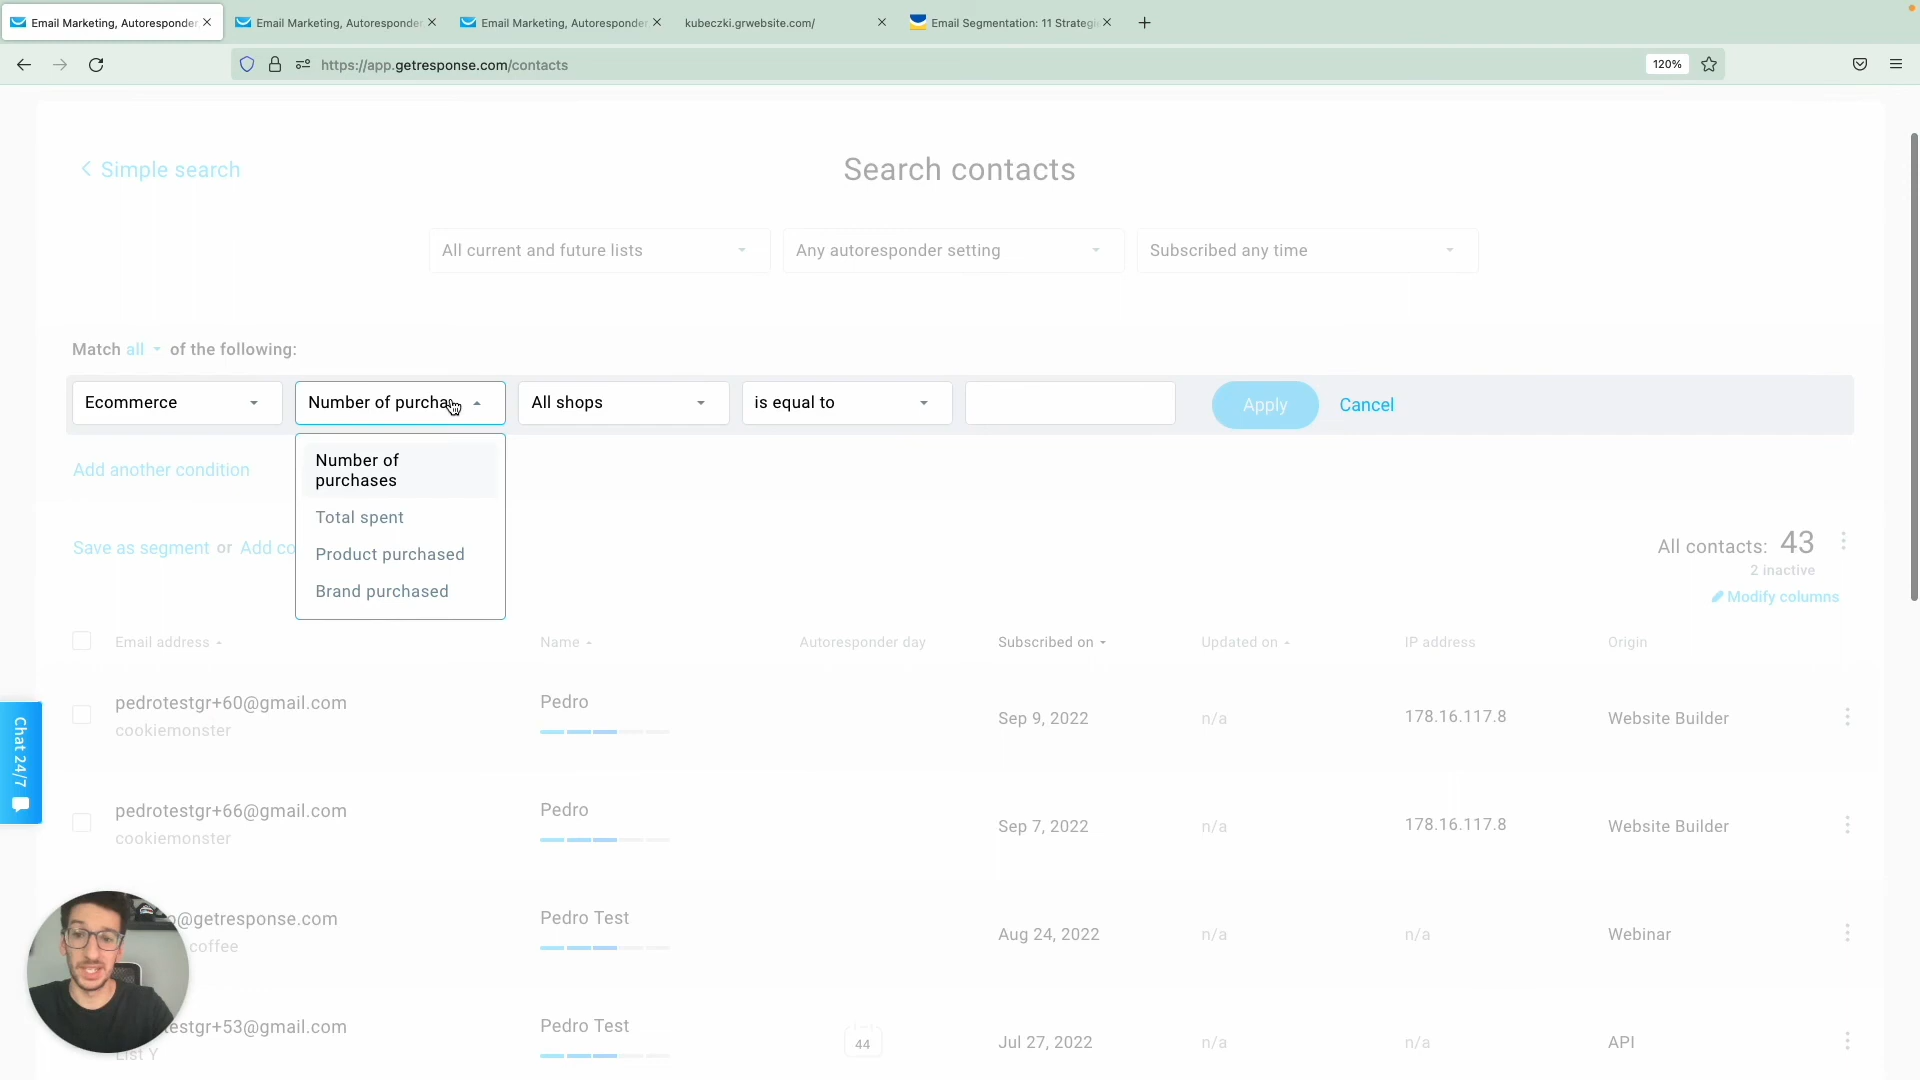 Email Marketing, Autoresponder
Email Marketing, Autoresponder
Email Marketing, Autoresponder
kubeczki.grwebsite.com/
Email Segmentation: 11 Strategi
https://app.getresponse.com/contacts
120%
Simple search
Search contacts
All current and future lists
Any autoresponder setting
Subscribed any time
Match all of the following:
Ecommerce
Number of purcha
All shops
is equal to
Apply
Cancel
Number of
purchases
Total spent
Product purchased
Brand purchased
Add another condition
Save as segment or Add co
All contacts: 43
2 inactive
Modify columns
Email address
Name
Autoresponder day
Subscribed on
Updated on
IP address
Origin
pedrotestgr+60@gmail.com
cookiemonster
Pedro
Sep 9, 2022
n/a
178.16.117.8
Website Builder
pedrotestgr+66@gmail.com
cookiemonster
Pedro
Sep 7, 2022
n/a
178.16.117.8
Website Builder
o@getresponse.com
coffee
Pedro Test
Aug 24, 2022
n/a
n/a
Webinar
estgr+53@gmail.com
List Y
Pedro Test
44
Jul 27, 2022
n/a
n/a
API
Chat 24/7